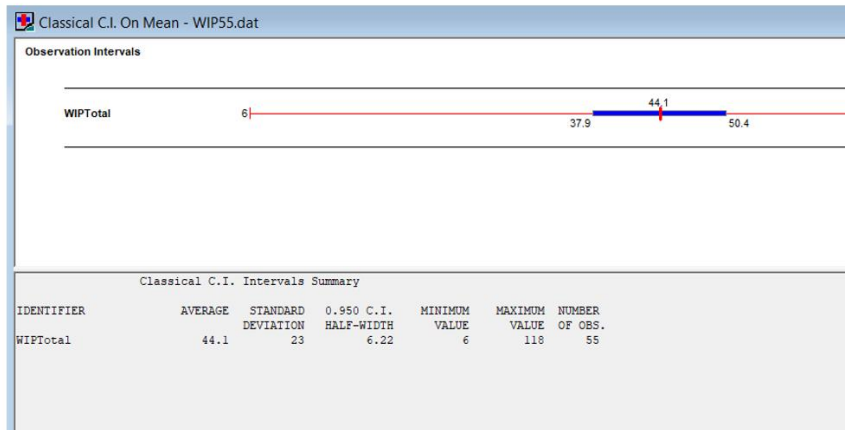 Classical C.I. On Mean - WIP55.dat
Observation Intervals
44.1
WIPTotal 6
37.9 50.4
Classical C.I. Intervals Summary
IDENTIFIER AVERAGE STANDARD 0.950 C.I. MINIMUM MAXIMUM NUMBER
DEVIATION HALF-WIDTH VALUE VALUE OF OBS.
WIPTotal 44.1 23 6.22 6 118 55